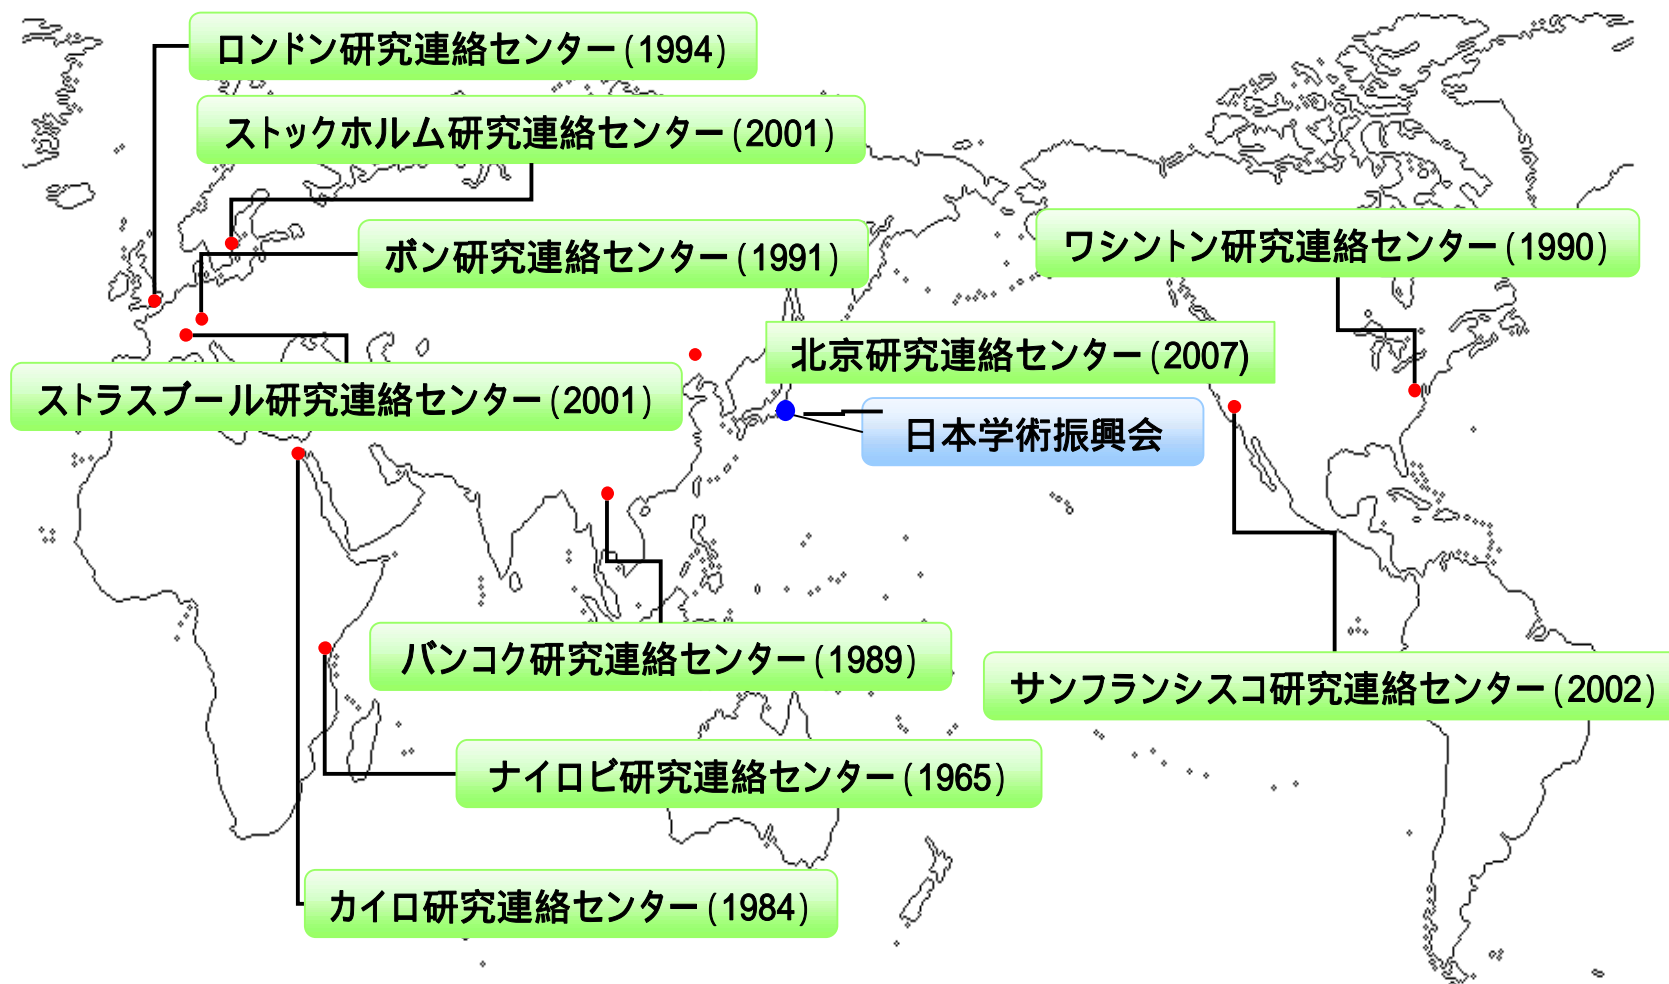 ロンドン研究連絡センター(1994)
ストックホルム研究連絡センター(2001)
ボン研究連絡センター(1991)
ワシントン研究連絡センター(1990)
北京研究連絡センター(2007)
ストラスブール研究連絡センター(2001)
日本学術振興会
バンコク研究連絡センター(1989)
サンフランシスコ研究連絡センター(2002)
ナイロビ研究連絡センター(1965)
カイロ研究連絡センター(1984)